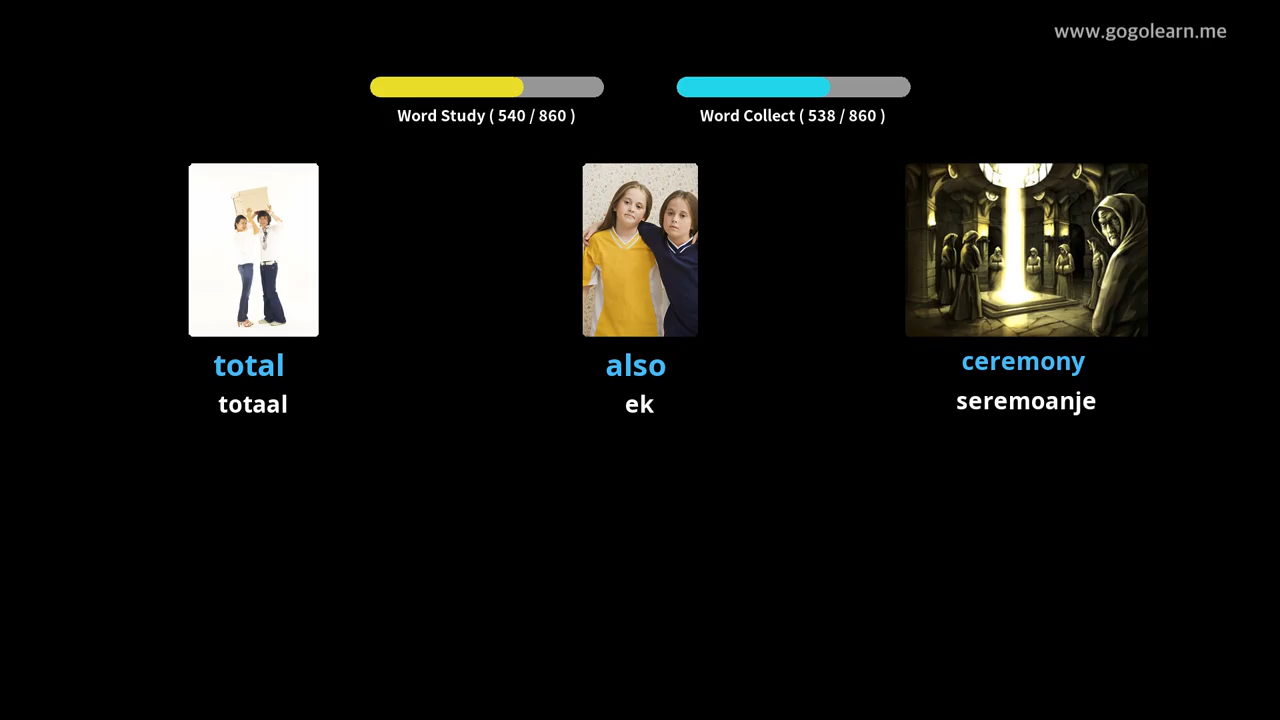 www.gogolearn.me
Word Study ( 540 / 860 )
Word Collect ( 538 / 860 )
total
totaal
also
ek
ceremony
seremoanje